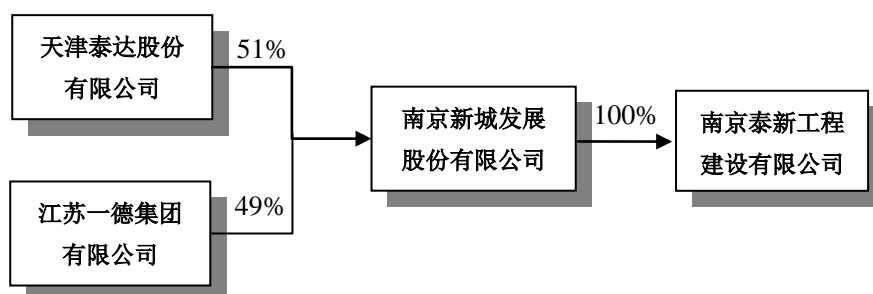 天津泰达股份
有限公司
51%
江苏一德集团
有限公司
49%
南京新城发展
股份有限公司
100%
南京泰新工程
建设有限公司